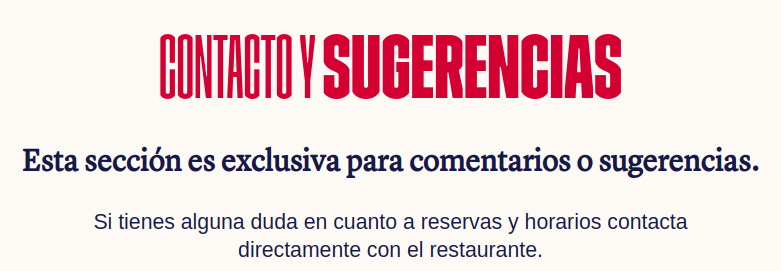 CONTACTO Y SUGERENCIAS
Esta sección es exclusiva para comentarios o sugerencias.
Si tienes alguna duda en cuanto a reservas y horarios contacta
directamente con el restaurante.